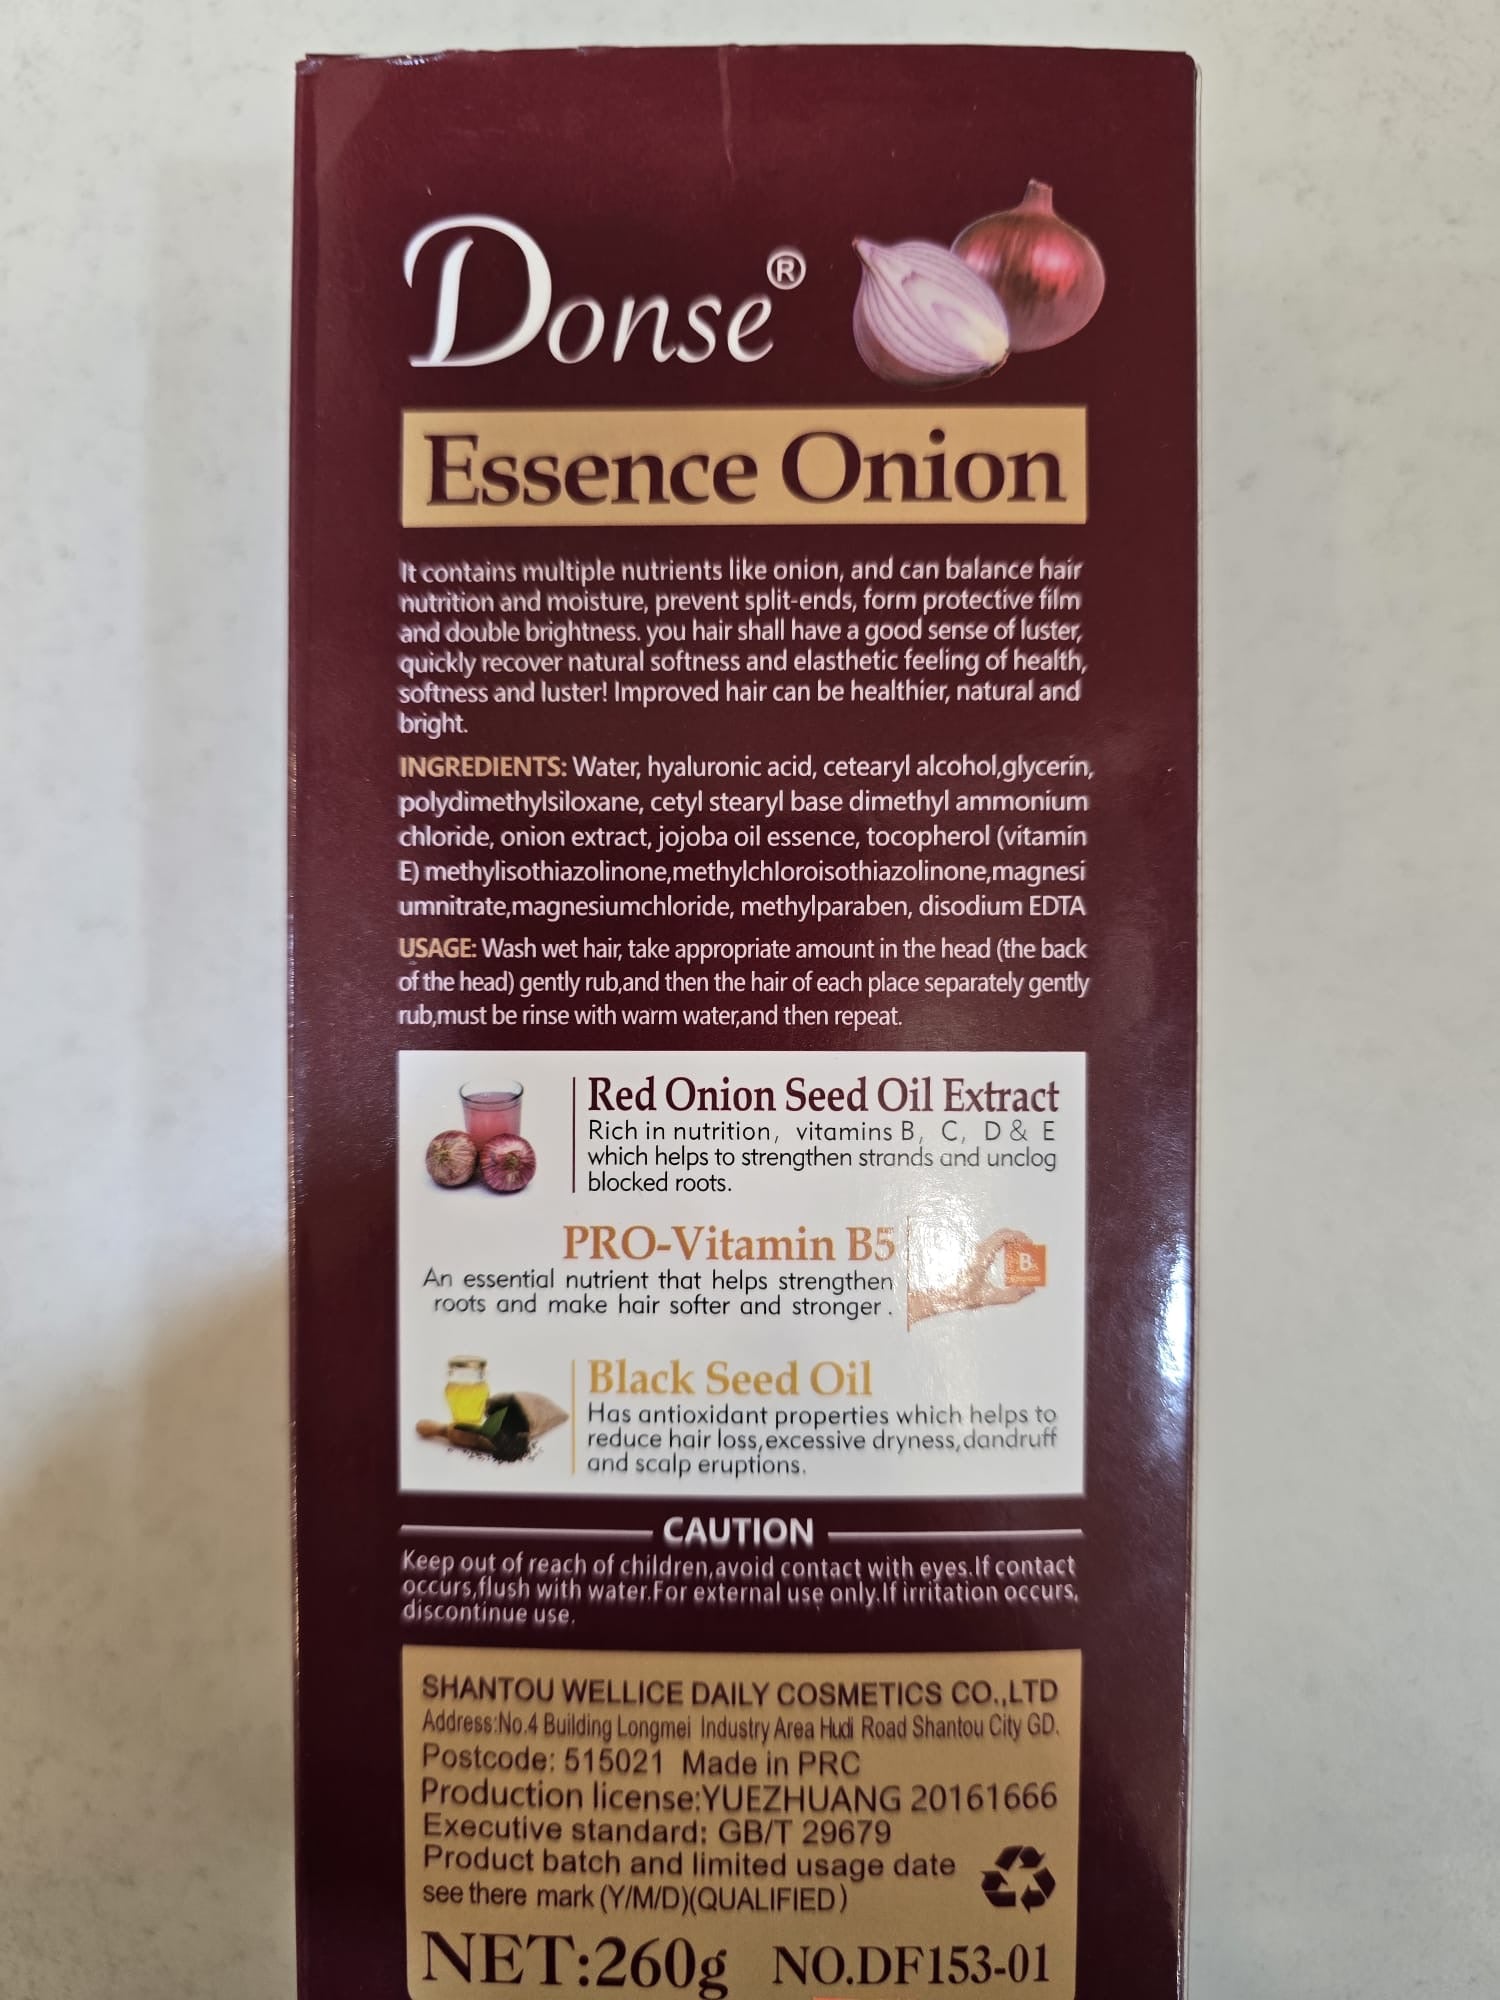 Donse®
Essence Onion
It contains multiple nutrients like onion, and can balance hair
nutrition and moisture, prevent split-ends, form protective film
and double brightness. you hair shall have a good sense of luster,
quickly recover natural softness and elasthetic feeling of health,
softness and luster! Improved hair can be healthier, natural and
bright.
INGREDIENTS: Water, hyaluronic acid, cetearyl alcohol,glycerin,
polydimethylsiloxane, cetyl stearyl base dimethyl ammonium
chloride, onion extract, jojoba oil essence, tocopherol (vitamin
E) methylisothiazolinone,methylchloroisothiazolinone,magnesi
umnitrate,magnesiumchloride, methylparaben, disodium EDTA
USAGE: Wash wet hair, take appropriate amount in the head (the back
of the head) gently rub,and then the hair of each place separately gently
rub,must be rinse with warm water,and then repeat.
Red Onion Seed Oil Extract
Rich in nutrition, vitamins B, C, D & E
which helps to strengthen strands and unclog
blocked roots.
PRO-Vitamin B5
An essential nutrient that helps strengthen
roots and make hair softer and stronger.
Black Seed Oil
Has antioxidant properties which helps to
reduce hair loss,excessive dryness,dandruff
and scalp eruptions.
CAUTION
Keep out of reach of children,avoid contact with eyes.If contact
occurs,flush with water.For external use only.If irritation occurs,
discontinue use.
SHANTOU WELLICE DAILY COSMETICS CO.,LTD
Address:No.4 Building Longmei Industry Area Hudi Road Shantou City GD.
Postcode: 515021 Made in PRC
Production license:YUEZHUANG 20161666
Executive standard: GB/T 29679
Product batch and limited usage date
see there mark (Y/M/D)(QUALIFIED)
NET:260g NO.DF153-01